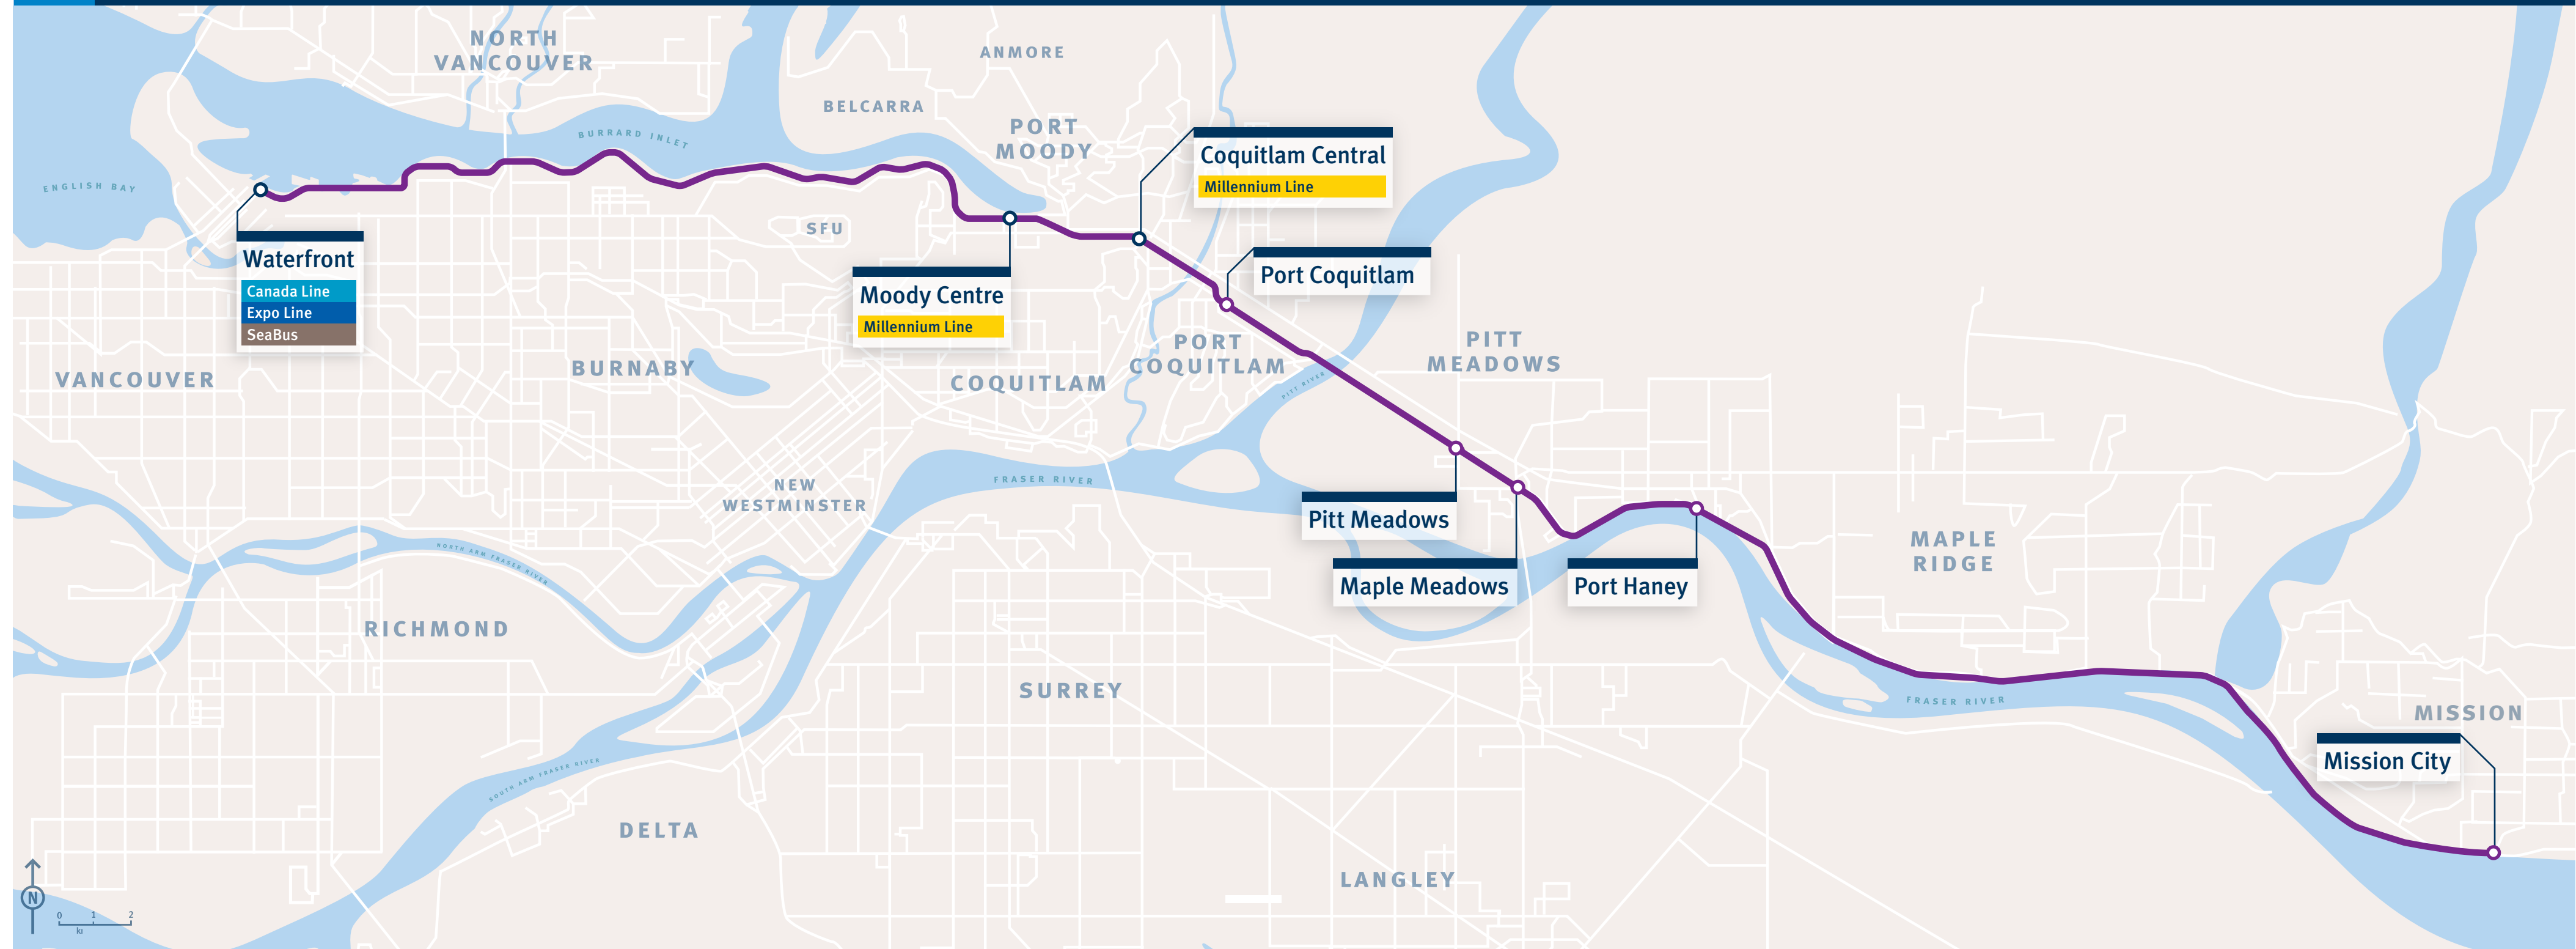 NORTH
VANCOUVER
ANMORE
BELCARRA
PORT
MOODY
BURRARD INLET
ENGLISH BAY
Coquitlam Central
Millennium Line
SFU
Waterfront
Canada Line
Expo Line
SeaBus
Moody Centre
Millennium Line
Port Coquitlam
VANCOUVER
BURNABY
COQUITLAM
PORT
COQUITLAM
PITT RIVER
PITT
MEADOWS
NEW
WESTMINSTER
FRASER RIVER
Pitt Meadows
Maple Meadows
Port Haney
MAPLE
RIDGE
NORTH ARM FRASER RIVER
RICHMOND
SURREY
FRASER RIVER
MISSION
Mission City
SOUTH ARM FRASER RIVER
DELTA
LANGLEY
N
0 1 2